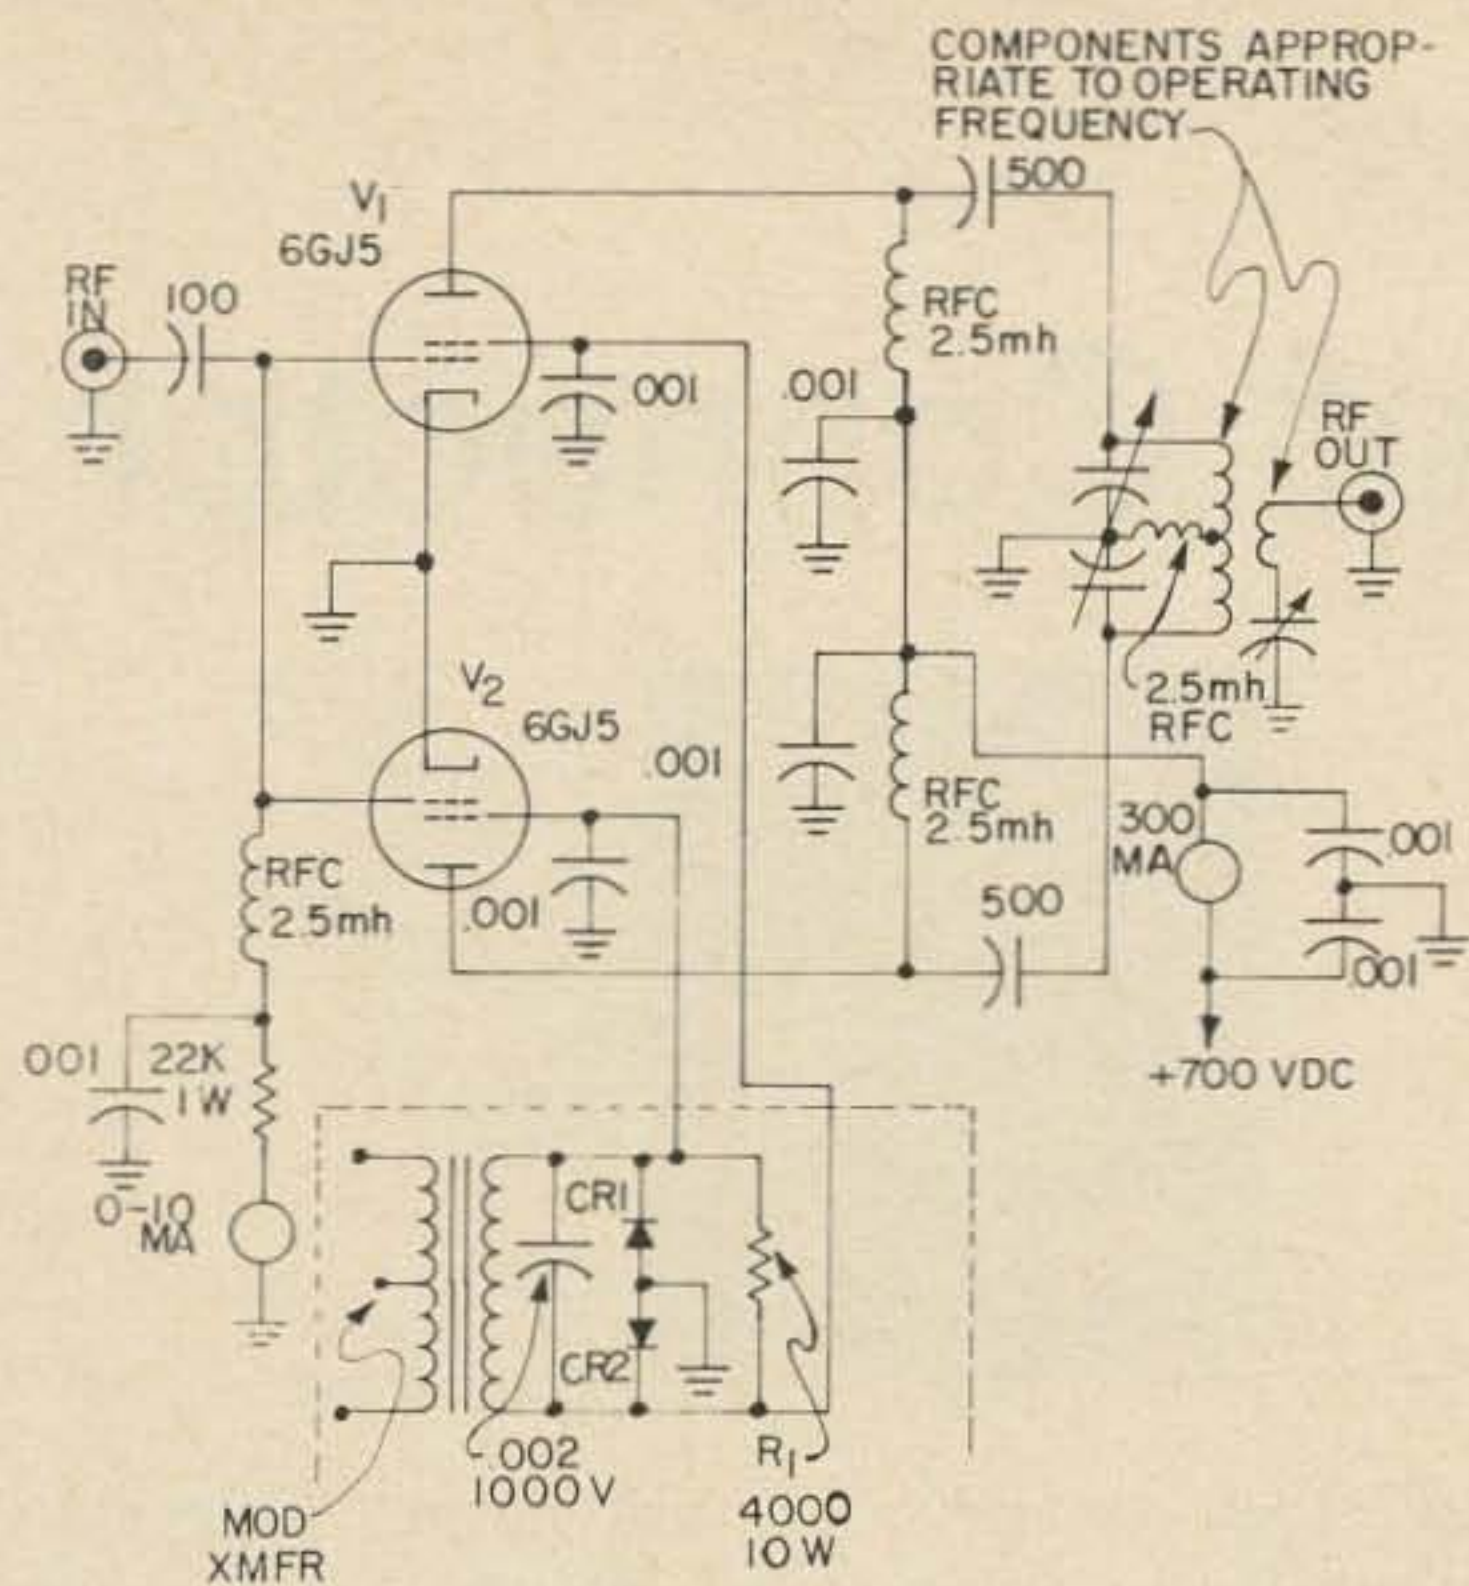 COMPONENTS APPROP-
RIATE TO OPERATING
FREQUENCY
500
V1
6GJ5
RF
IN
100
001
.001
RFC
2.5mh
RF
OUT
V2
6GJ5
.001
2.5mh
RFC
RFC
2.5mh
300
MA
.001
RFC
2.5mh
.001
500
.001
+700 VDC
001
22K
1W
0-10
MA
CR1
CR2
.002
1000V
R1
4000
10W
MOD
XMFR